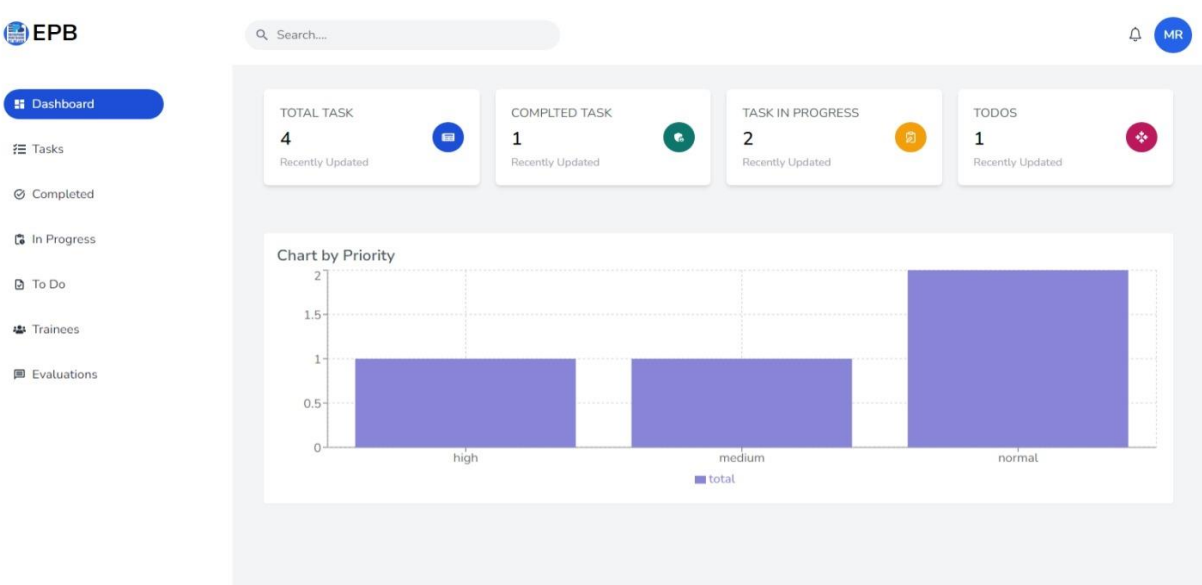 EPB
Search....
MR
Dashboard
Tasks
Completed
In Progress
To Do
Trainees
Evaluations
TOTAL TASK
4
Recently Updated
COMPLTED TASK
1
Recently Updated
TASK IN PROGRESS
2
Recently Updated
TODOS
1
Recently Updated
Chart by Priority
2
1.5
1
0.5
0
high medium normal
total